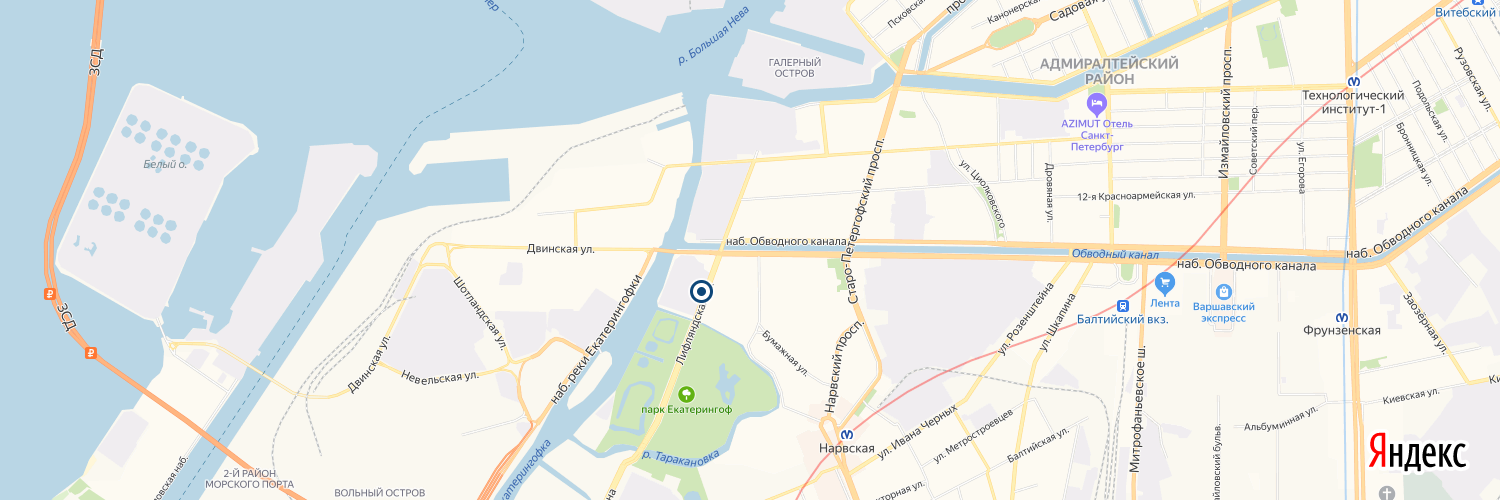 ЗСД
р. Большая Нева
Псковская
Канонерская
Садовая
Витебский
ГАЛЕРНЫЙ
ОСТРОВ
АДМИРАЛТЕЙСКИЙ
РАЙОН
Измайловский просп.
Рузовская ул.
Технологический
институт-1
Подольская ул.
Бронницкая ул.
AZIMUT Отель
Санкт-
Петербург
Советский пер.
ул. Егорова
Белый о.
ул. Циолковского
Дровяная ул.
12-я Красноармейская ул.
Старо-Петергофский просп.
Двинская ул.
наб. Обводного канала
Обводный канал
наб. Обводного канала
наб. Обводного канала
ЗСД
Шотландская ул.
наб. реки Екатерингофки
Лифляндска
Лента
Варшавский
экспресс
Балтийский вкз.
Фрунзенская
Заозёрная ул.
ул. Розенштейна
ул. Шкапина
Бумажная ул.
Нарвский просп.
Митрофаньевское ш.
Двинская ул.
Невельская ул.
парк Екатерингоф
Киевская ул.
Альбуминная ул.
Нарвская
ул. Ивана Черных
ул. Метростроевцев
Балтийская ул.
р. Таракановка
2-Й РАЙОН
МОРСКОГО ПОРТА
ВОЛЬНЫЙ ОСТРОВ
Яндекс